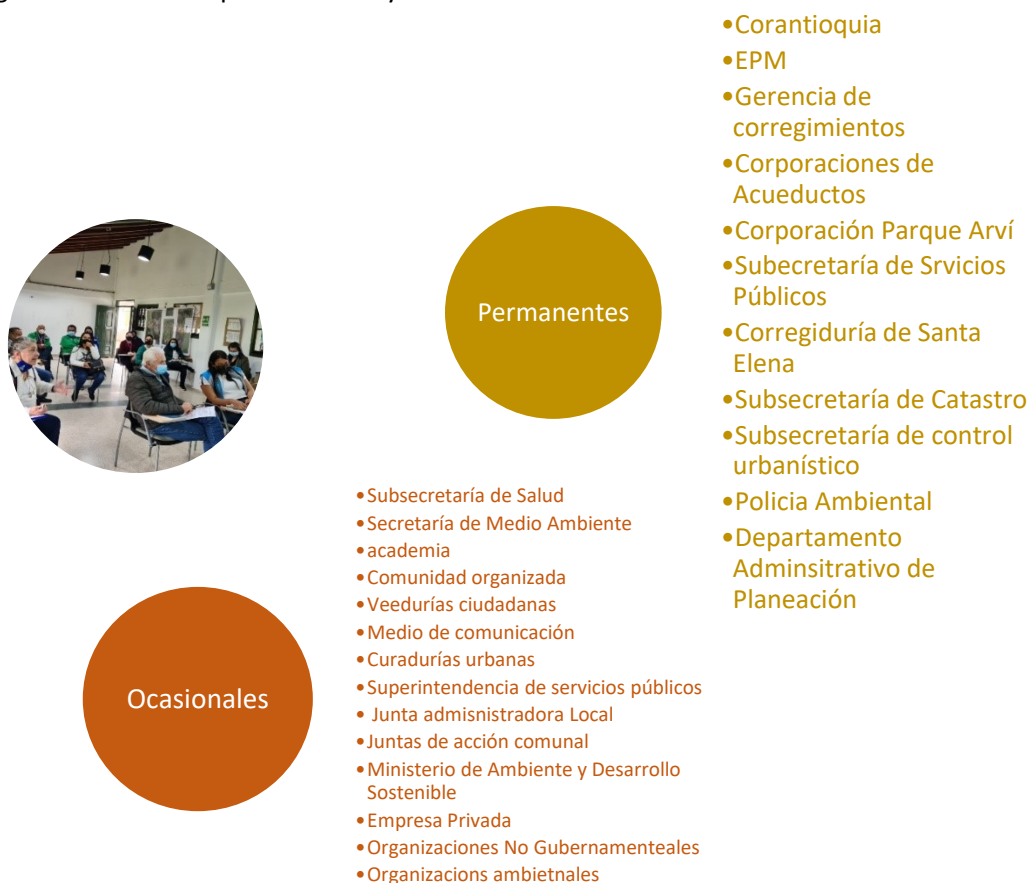 •Corantioquia
•EPM
•Gerencia de
corregimientos
•Corporaciones de
Acueductos
•Corporación Parque Arví
•Subecretaría de Srvicios
Públicos
•Corregiduría de Santa
Elena
•Subsecretaría de Catastro
•Subsecretaría de control
urbanístico
•Policia Ambiental
•Departamento
Adminsitrativo de
Planeación
Permanentes
•Subsecretaría de Salud
•Secretaría de Medio Ambiente
•academia
•Comunidad organizada
•Veedurías ciudadanas
•Medio de comunicación
•Curadurías urbanas
•Superintendencia de servicios públicos
• Junta admisnistradora Local
•Juntas de acción comunal
•Ministerio de Ambiente y Desarrollo
Sostenible
•Empresa Privada
•Organizaciones No Gubernamenteales
•Organizacions ambietnales
Ocasionales